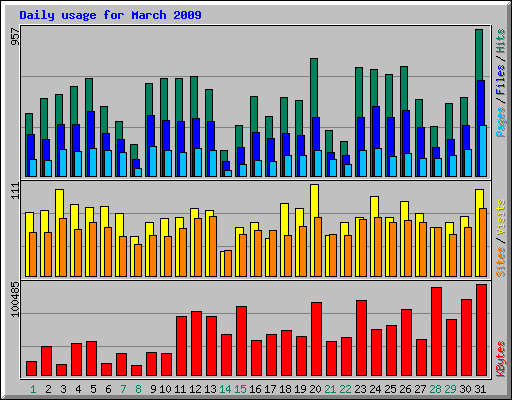 Daily usage for March 2009
957
Pages / Files / Hits
111
Sites / Visits
100485
KBytes
1 2 3 4 5 6 7 8 9 10 11 12 13 14 15 16 17 18 19 20 21 22 23 24 25 26 27 28 29 30 31